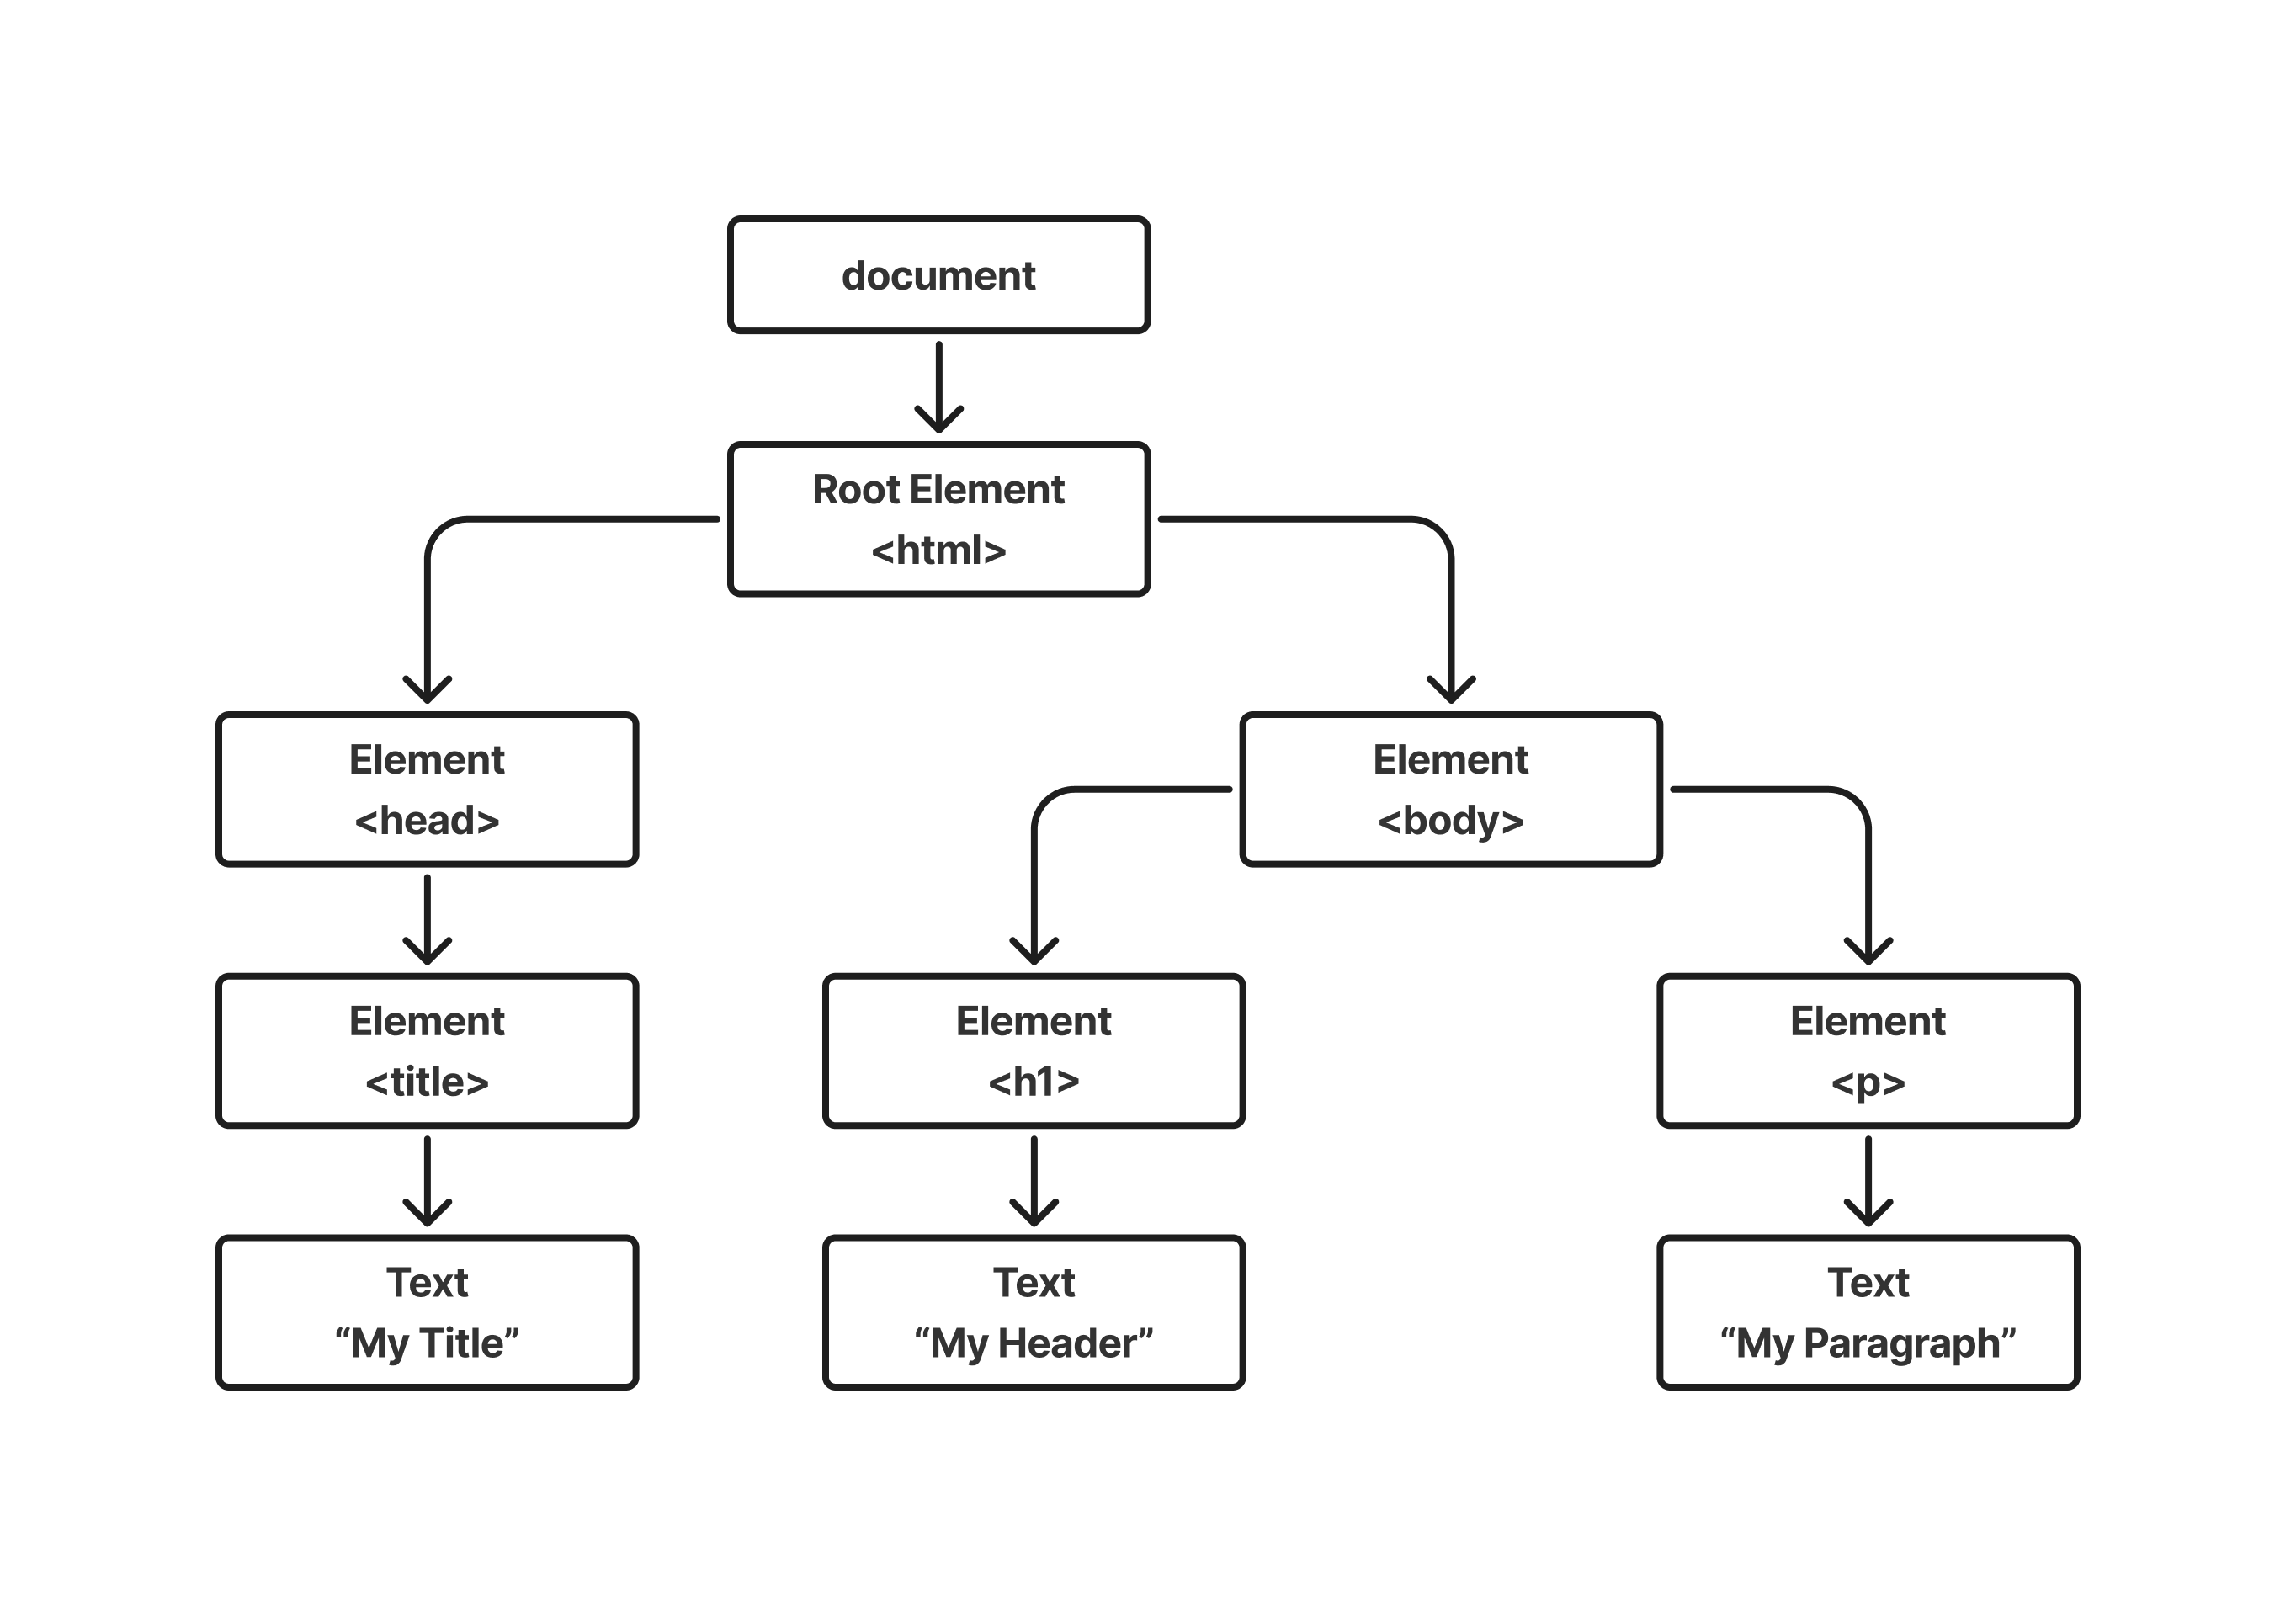 document
Root Element
<html>
Element
<head>
Element
<body>
Element
<title>
Element
<h1>
Element
<p>
Text
“My Title”
Text
“My Header”
Text
“My Paragraph”